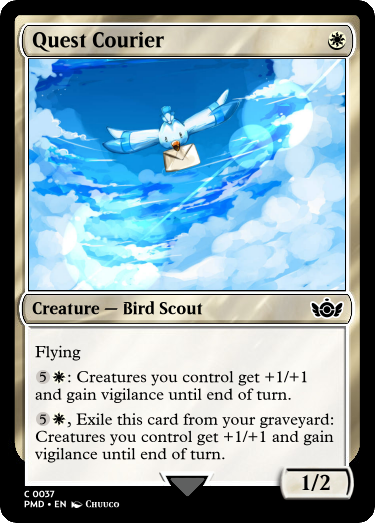 Quest Courier
Creature — Bird Scout
Flying
5: Creatures you control get +1/+1
and gain vigilance until end of turn.
5, Exile this card from your graveyard:
Creatures you control get +1/+1 and gain
vigilance until end of turn.
1/2
C 0037
PMD • EN Chuuco